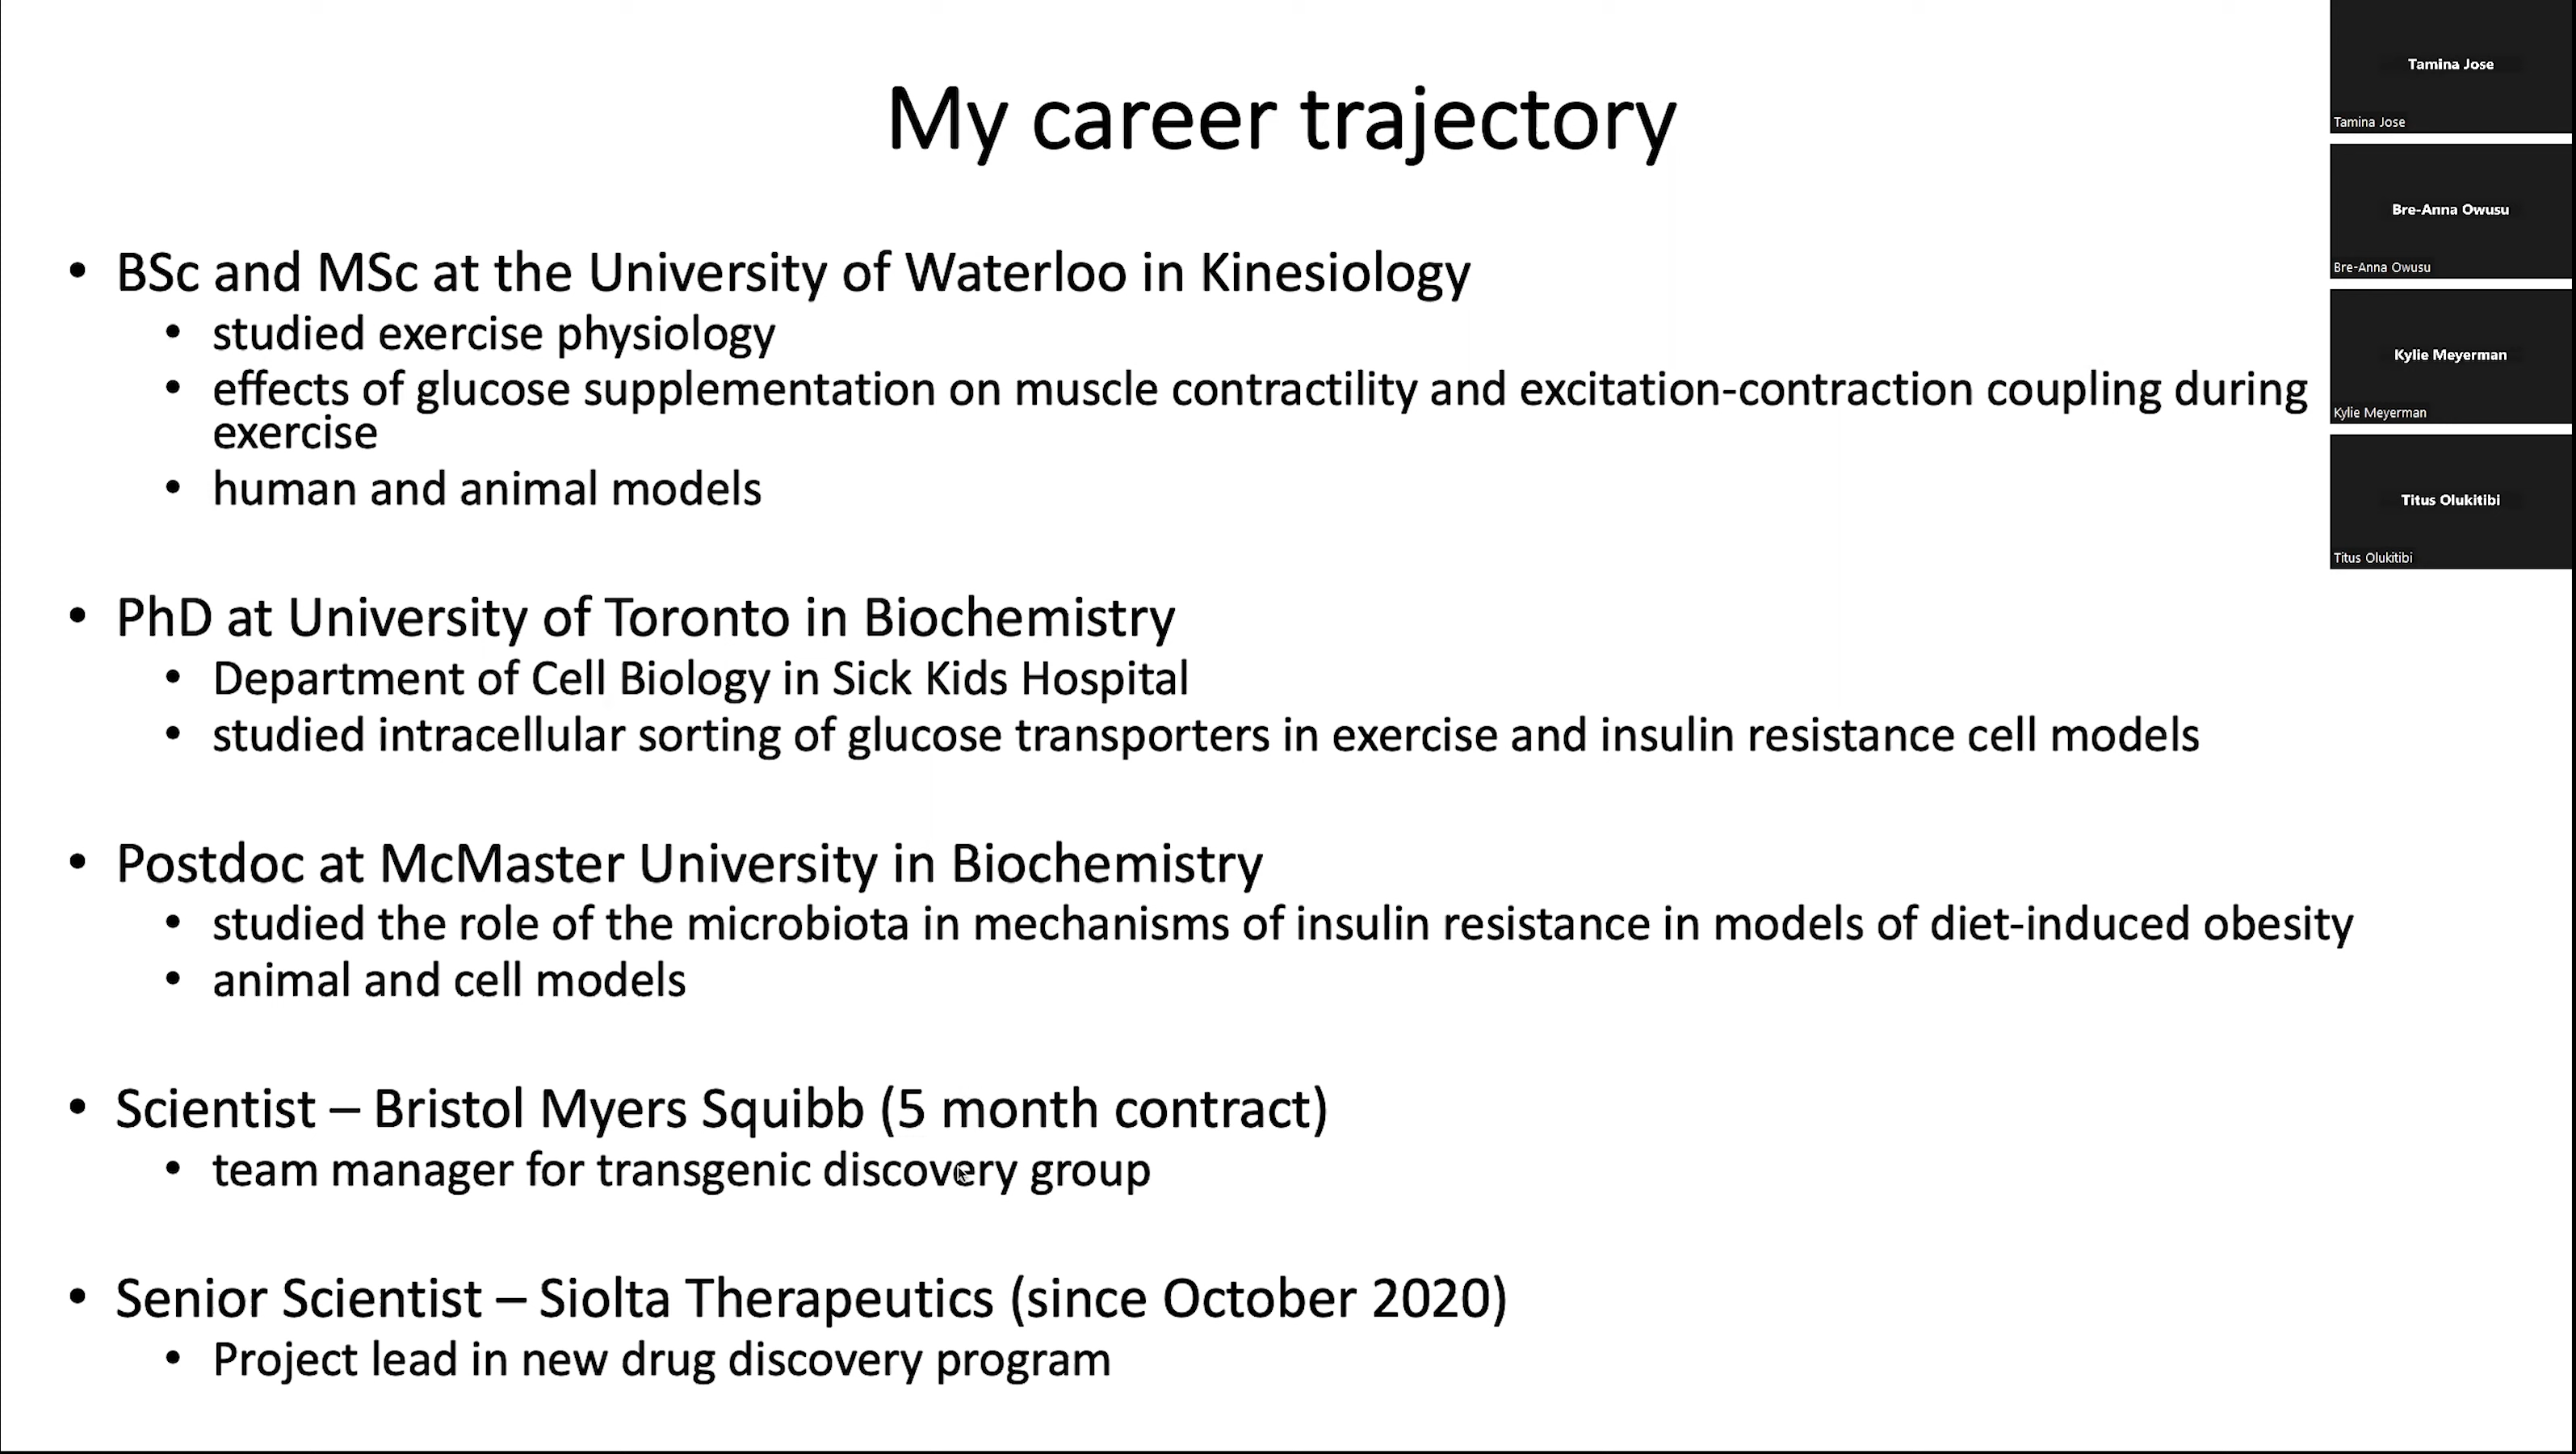 My career trajectory
• BSc and MSc at the University of Waterloo in Kinesiology
• studied exercise physiology
• effects of glucose supplementation on muscle contractility and excitation-contraction coupling during
exercise
• human and animal models
• PhD at University of Toronto in Biochemistry
• Department of Cell Biology in Sick Kids Hospital
• studied intracellular sorting of glucose transporters in exercise and insulin resistance cell models
• Postdoc at McMaster University in Biochemistry
• studied the role of the microbiota in mechanisms of insulin resistance in models of diet-induced obesity
• animal and cell models
• Scientist – Bristol Myers Squibb (5 month contract)
• team manager for transgenic discovery group
• Senior Scientist – Siolta Therapeutics (since October 2020)
• Project lead in new drug discovery program
Tamina Jose
Tamina Jose
Bre-Anna Owusu
Bre-Anna Owusu
Kylie Meyerman
Kylie Meyerman
Titus Olukitibi
Titus Olukitibi